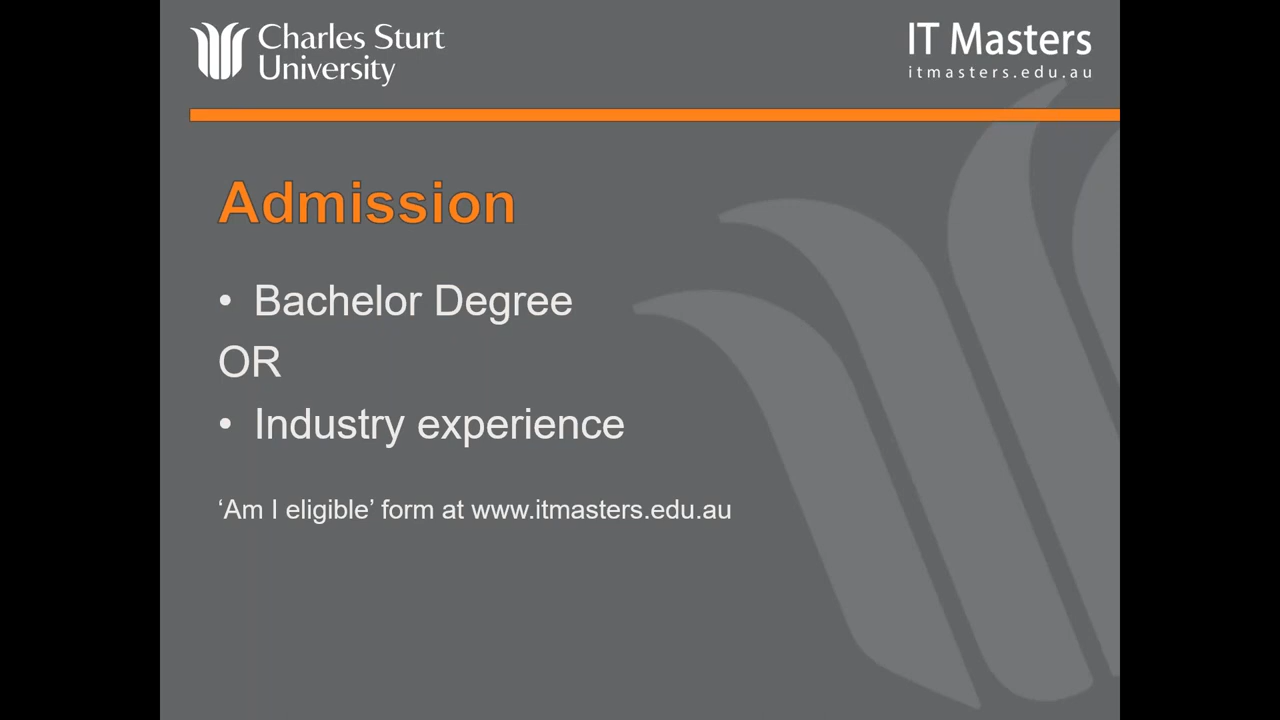 Charles Sturt
University
IT Masters
itmasters.edu.au
Admission
• Bachelor Degree
OR
• Industry experience
‘Am I eligible’ form at www.itmasters.edu.au